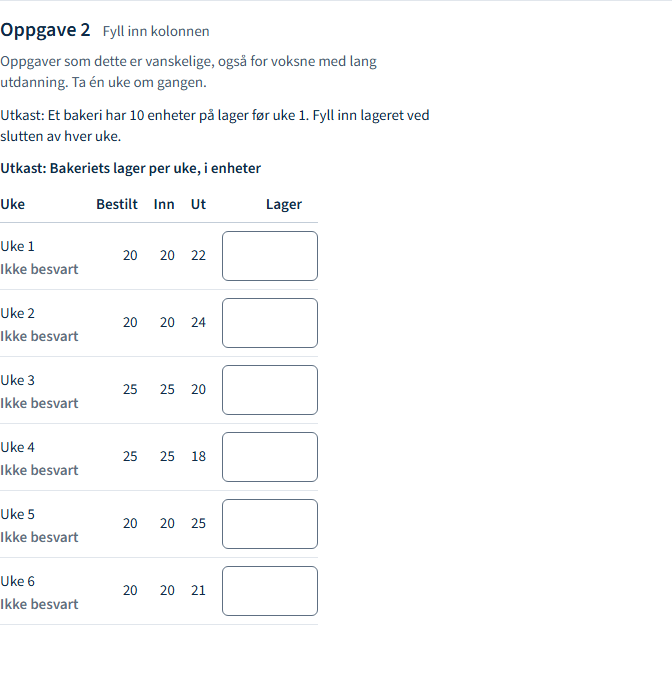 Oppgave 2 Fyll inn kolonnen
Oppgaver som dette er vanskelige, også for voksne med lang
utdanning. Ta én uke om gangen.
Utkast: Et bakeri har 10 enheter på lager før uke 1. Fyll inn lageret ved
slutten av hver uke.
Utkast: Bakeriets lager per uke, i enheter
Uke Bestilt Inn Ut Lager
Uke 1
Ikke besvart
20 20 22
Uke 2
Ikke besvart
20 20 24
Uke 3
Ikke besvart
25 25 20
Uke 4
Ikke besvart
25 25 18
Uke 5
Ikke besvart
20 20 25
Uke 6
Ikke besvart
20 20 21